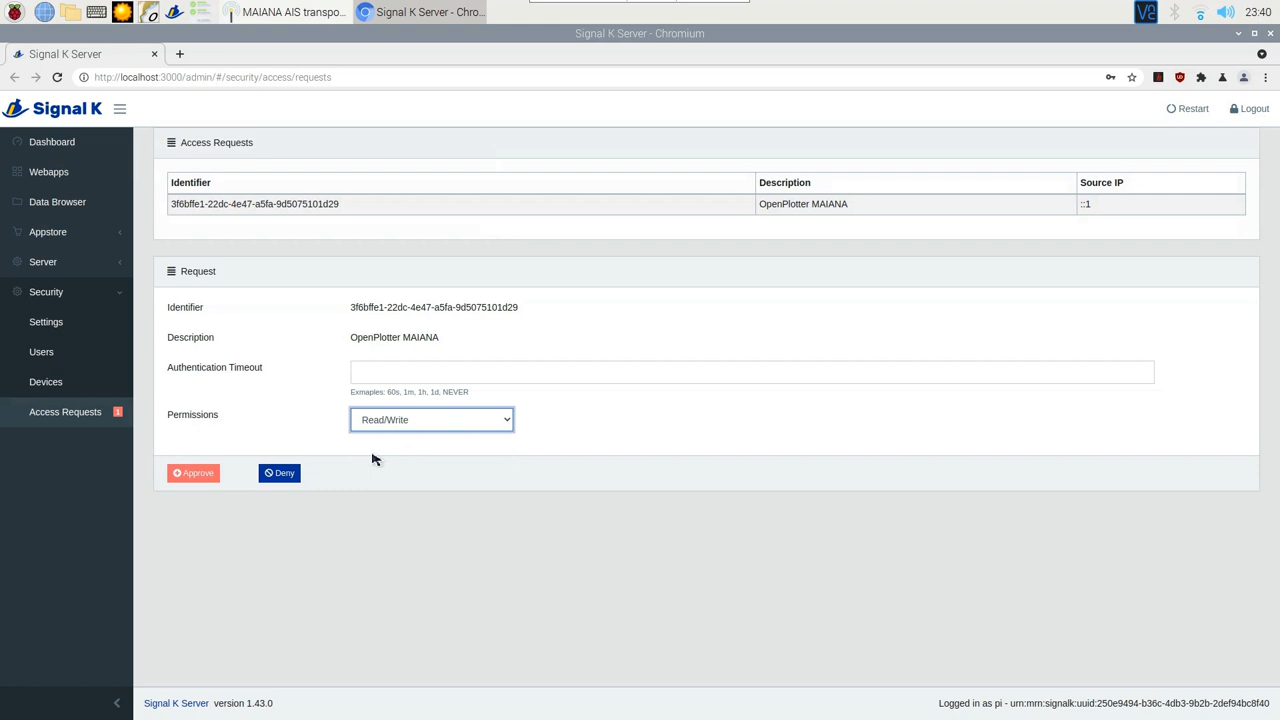 MAIANA AIS transpo...
Signal K Server - Chro...
V2
23:40
Signal K Server - Chromium
Signal K Server
http://localhost:3000/admin/#/security/access/requests
Signal K
Restart
Logout
Dashboard
Webapps
Data Browser
Appstore
Server
Security
Settings
Users
Devices
Access Requests 1
Access Requests
Identifier Description Source IP
3f6bffe1-22dc-4e47-a5fa-9d5075101d29 OpenPlotter MAIANA ::1
Request
Identifier 3f6bffe1-22dc-4e47-a5fa-9d5075101d29
Description OpenPlotter MAIANA
Authentication Timeout
Exmaples: 60s, 1m, 1h, 1d, NEVER
Permissions Read/Write
Approve Deny
Signal K Server version 1.43.0
Logged in as pi - urn:mrn:signalk:uuid:250e9494-b36c-4db3-9b2b-2def94bc8f40